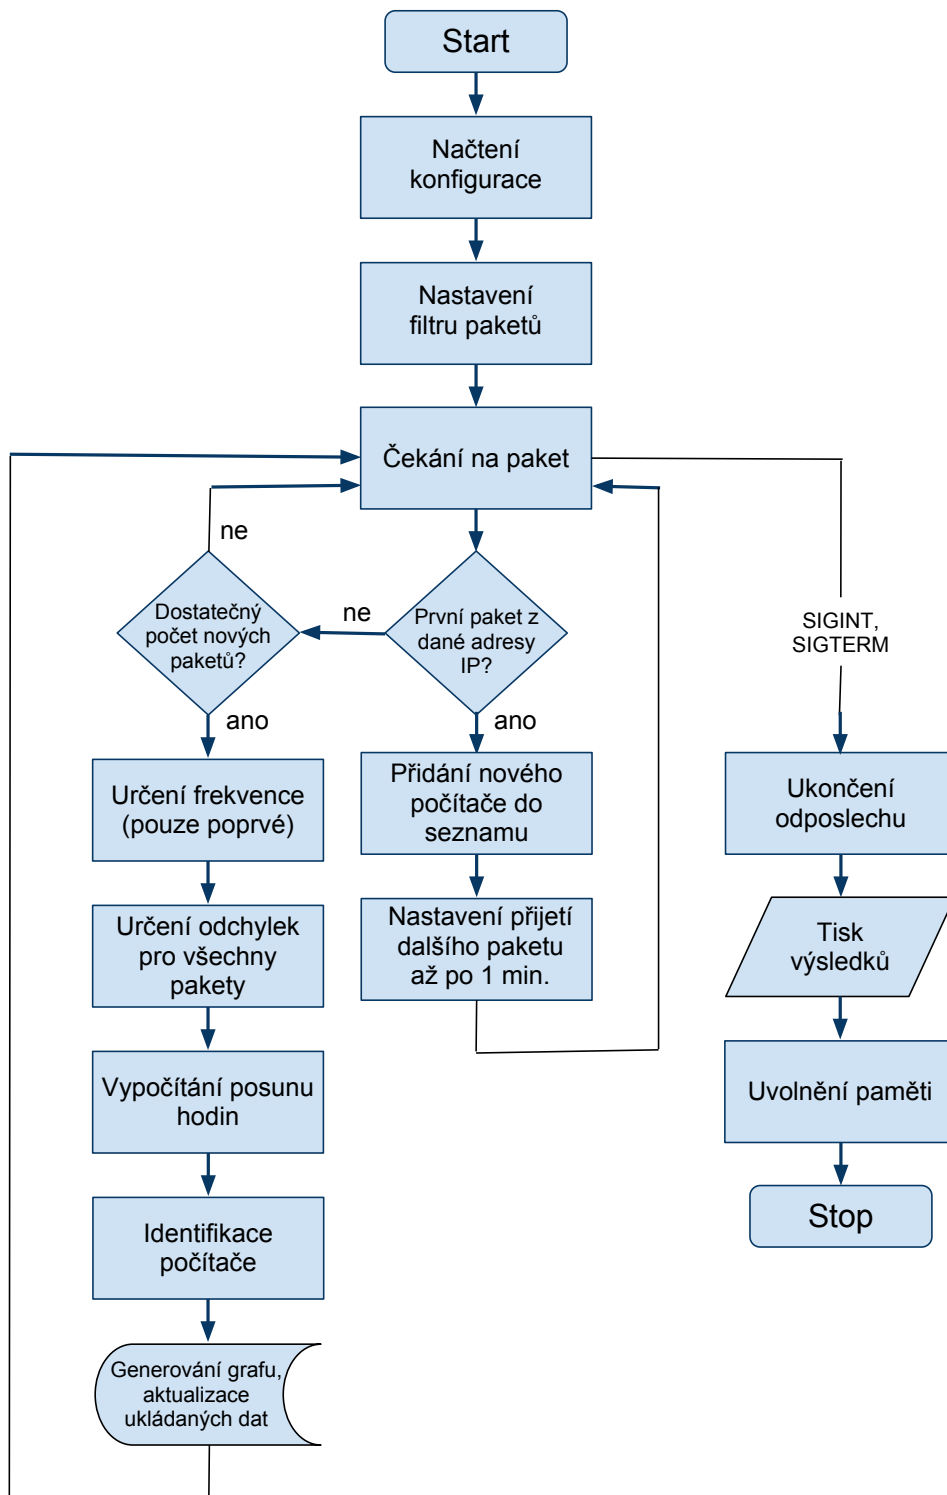 Start
Načtení
konfigurace
Nastavení
filtru paketů
Čekání na paket
ne
Dostatečný
počet nových
paketů?
ne
První paket z
dané adresy
IP?
SIGINT,
SIGTERM
ano
ano
Určení frekvence
(pouze poprvé)
Přidání nového
počítače do
seznamu
Ukončení
odposlechu
Určení odchylek
pro všechny
pakety
Nastavení přijetí
dalšího paketu
až po 1 min.
Tisk
výsledků
Vypočítání posunu
hodin
Uvolnění paměti
Identifikace
počítače
Stop
Generování grafu,
aktualizace
ukládaných dat